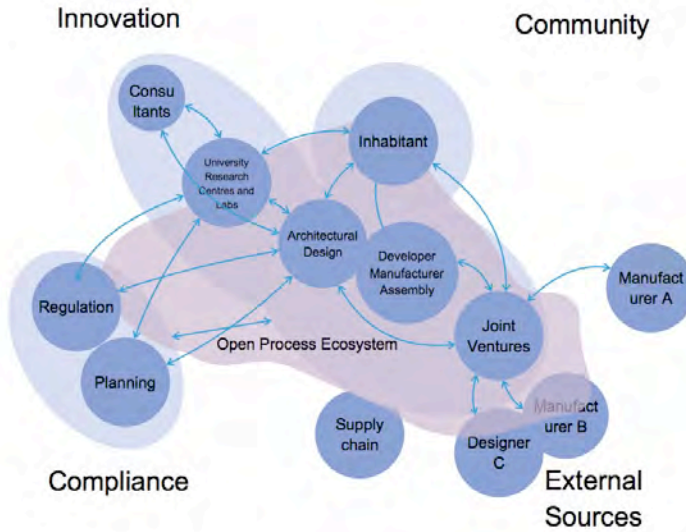 Innovation
Community
Consu
ltants
Inhabitant
University
Research
Centres and
Labs
Architectural
Design
Developer
Manufacturer
Assembly
Manufact
urer A
Regulation
Joint
Ventures
Open Process Ecosystem
Planning
Manufact
urer B
Supply
chain
Designer
C
Compliance
External
Sources